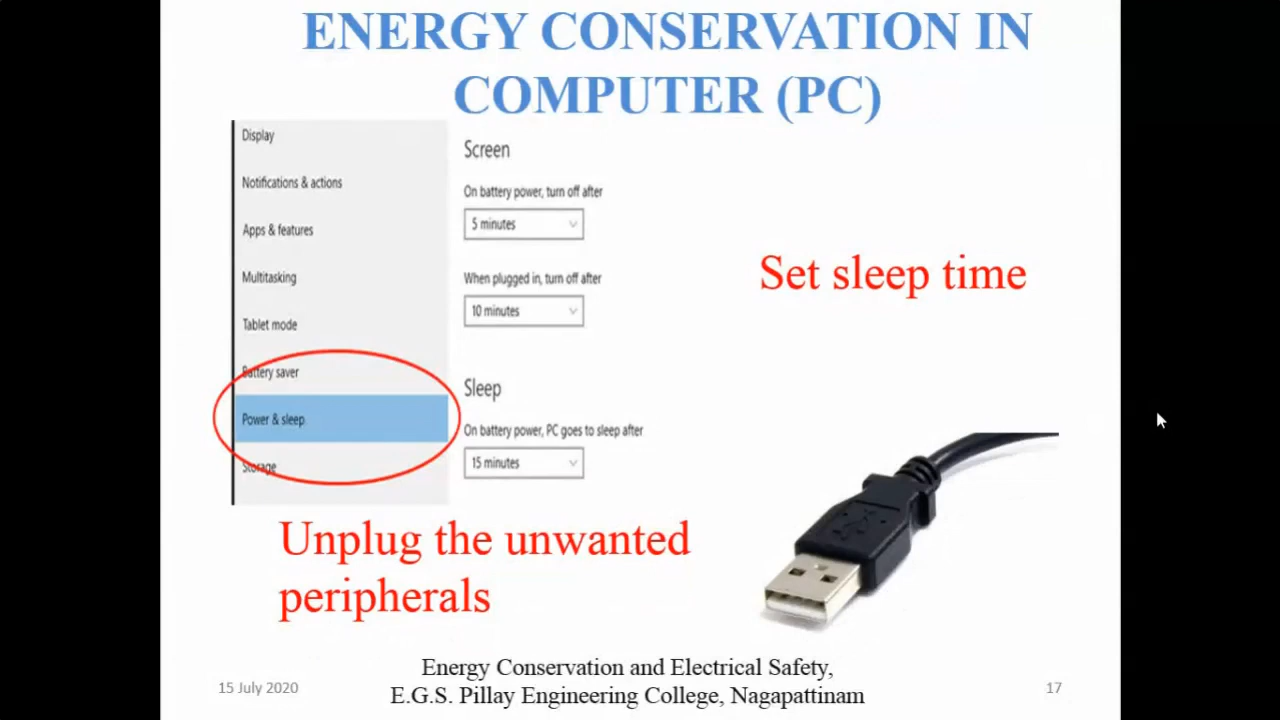 ENERGY CONSERVATION IN
COMPUTER (PC)
Display
Notifications & actions
Apps & features
Multitasking
Tablet mode
Battery saver
Power & sleep
Storage
Screen
On battery power, turn off after
5 minutes
When plugged in, turn off after
10 minutes
Sleep
On battery power, PC goes to sleep after
15 minutes
Set sleep time
Unplug the unwanted
peripherals
15 July 2020
Energy Conservation and Electrical Safety,
E.G.S. Pillay Engineering College, Nagapattinam
17